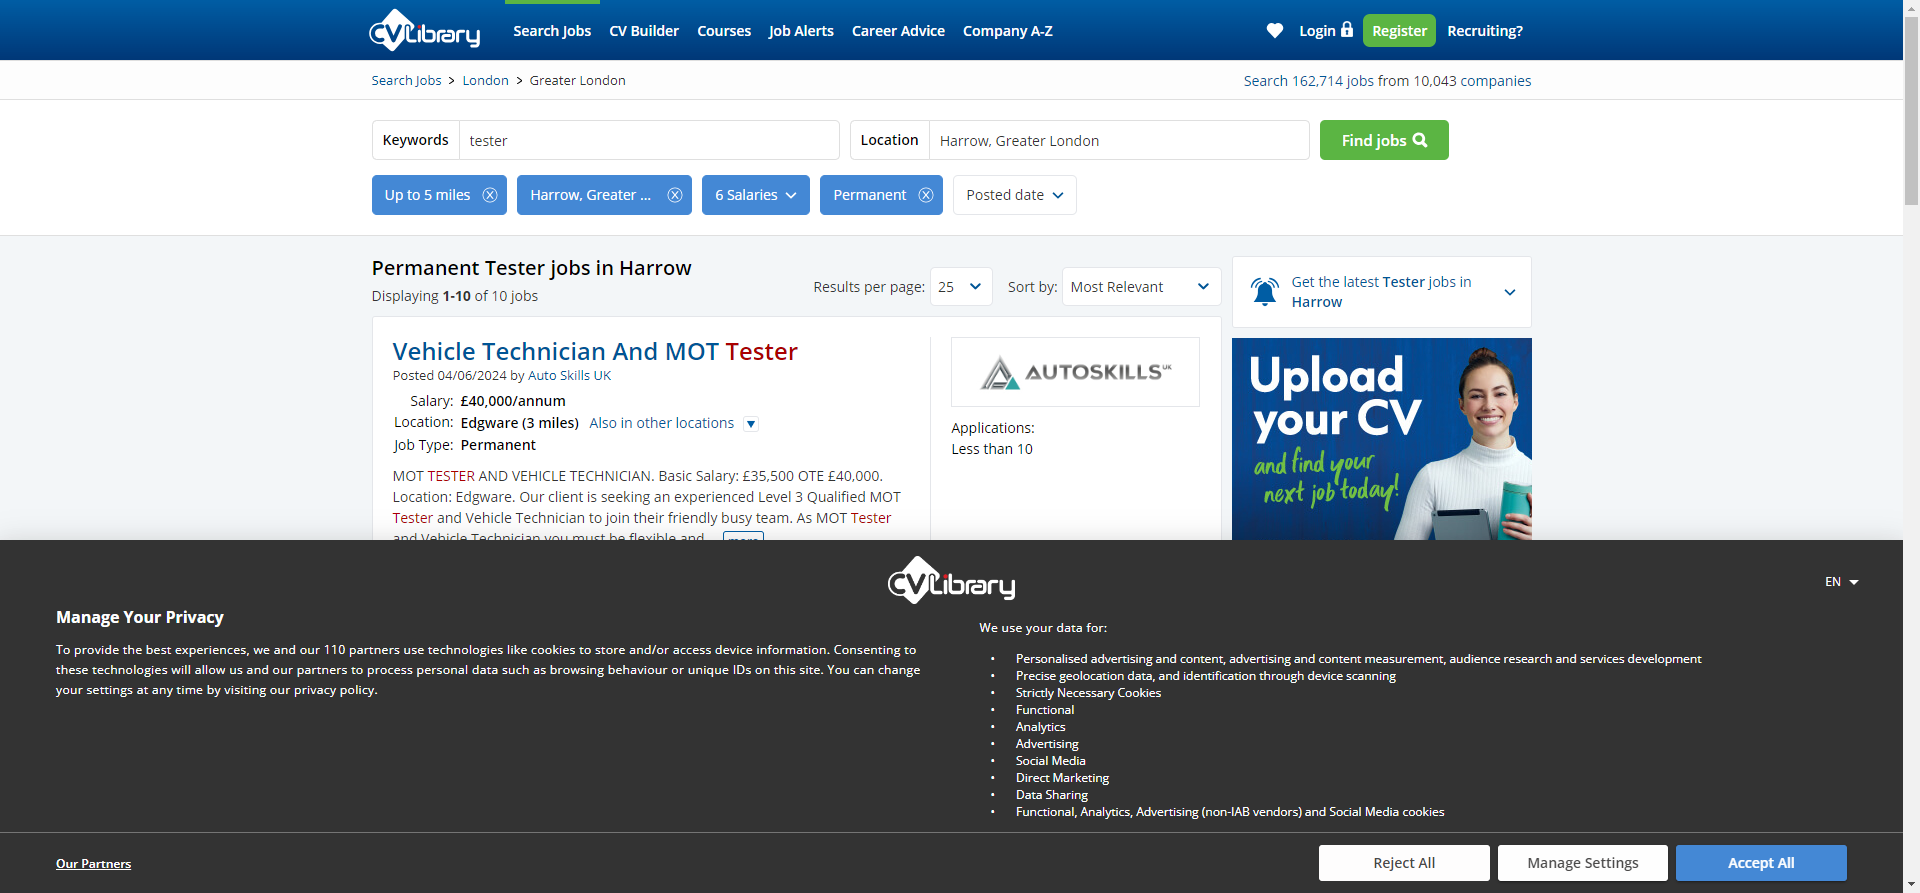 CVLibrary
Search Jobs
CV Builder
Courses
Job Alerts
Career Advice
Company A-Z
Login
Register
Recruiting?
Search Jobs > London > Greater London
Search 162,714 jobs from 10,043 companies
Keywords
tester
Location
Harrow, Greater London
Find jobs
Up to 5 miles
Harrow, Greater ...
6 Salaries
Permanent
Posted date
Permanent Tester jobs in Harrow
Displaying 1-10 of 10 jobs
Results per page:
25
Sort by:
Most Relevant
Vehicle Technician And MOT Tester
Posted 04/06/2024 by Auto Skills UK
Salary: £40,000/annum
Location: Edgware (3 miles) Also in other locations
Job Type: Permanent
MOT TESTER AND VEHICLE TECHNICIAN. Basic Salary: £35,500 OTE £40,000.
Location: Edgware. Our client is seeking an experienced Level 3 Qualified MOT
Tester and Vehicle Technician to join their friendly busy team. As MOT Tester
and Vehicle Technician you must be flexible and...
more
AUTOSKILLS UK
Applications:
Less than 10
Get the latest Tester jobs in
Harrow
Upload
your CV
and find your
next job today!
CVLibrary
EN
Manage Your Privacy
To provide the best experiences, we and our 110 partners use technologies like cookies to store and/or access device information. Consenting to
these technologies will allow us and our partners to process personal data such as browsing behaviour or unique IDs on this site. You can change
your settings at any time by visiting our privacy policy.
We use your data for:
• Personalised advertising and content, advertising and content measurement, audience research and services development
• Precise geolocation data, and identification through device scanning
• Strictly Necessary Cookies
• Functional
• Analytics
• Advertising
• Social Media
• Direct Marketing
• Data Sharing
• Functional, Analytics, Advertising (non-IAB vendors) and Social Media cookies
Our Partners
Reject All
Manage Settings
Accept All